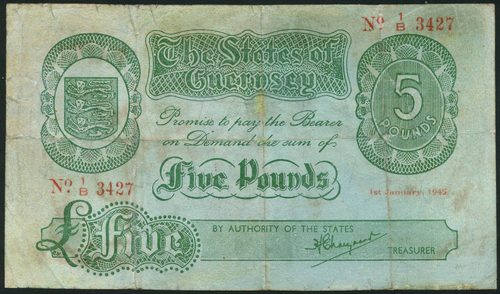 The States of
Guernsey
Nº 1/B 3427
5
POUNDS
Promise to pay the Bearer
on Demand the sum of
Five Pounds
Nº 1/B 3427
1st January, 1945
£ Five
BY AUTHORITY OF THE STATES
TREASURER